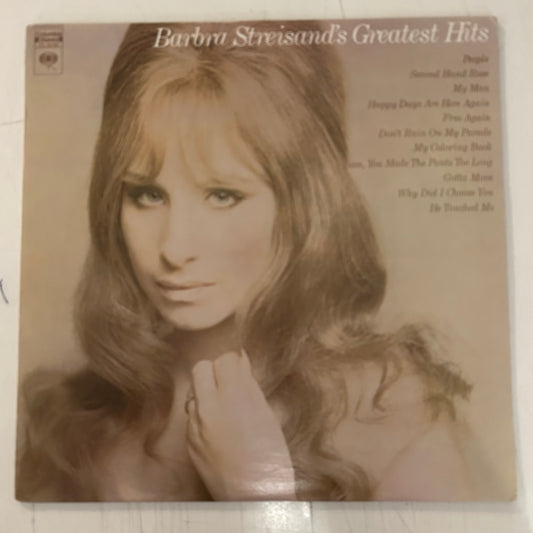 Barbra Streisand's Greatest Hits
People
Second Hand Rose
My Man
Happy Days Are Here Again
Free Again
Don't Rain On My Parade
My Coloring Book
Sam, You Made The Pants Too Long
Gotta Move
Why Did I Choose You
He Touched Me